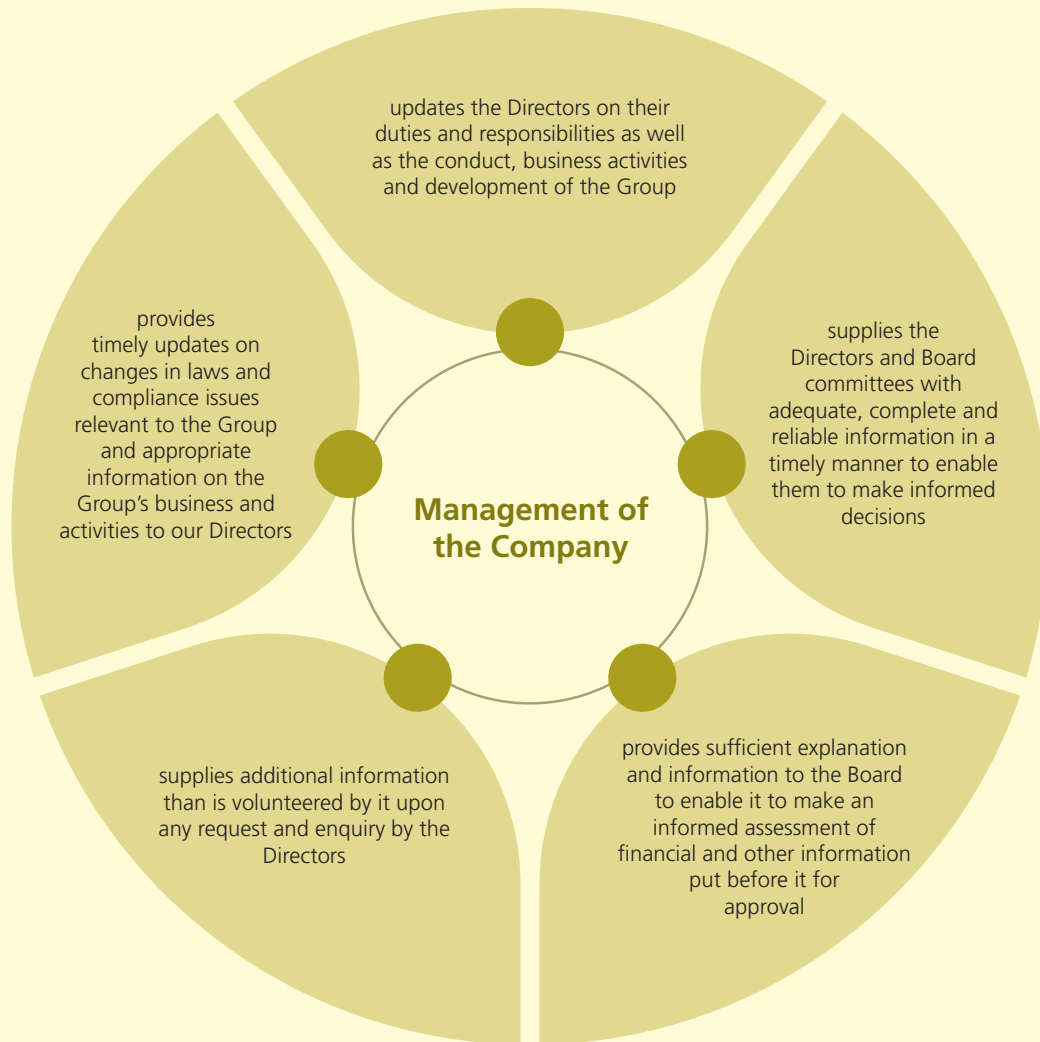 updates the Directors on their
duties and responsibilities as well
as the conduct, business activities
and development of the Group
supplies the
Directors and Board
committees with
adequate, complete and
reliable information in a
timely manner to enable
them to make informed
decisions
provides sufficient explanation
and information to the Board
to enable it to make an
informed assessment of
financial and other information
put before it for
approval
supplies additional information
than is volunteered by it upon
any request and enquiry by the
Directors
provides
timely updates on
changes in laws and
compliance issues
relevant to the Group
and appropriate
information on the
Group’s business and
activities to our Directors
Management of
the Company